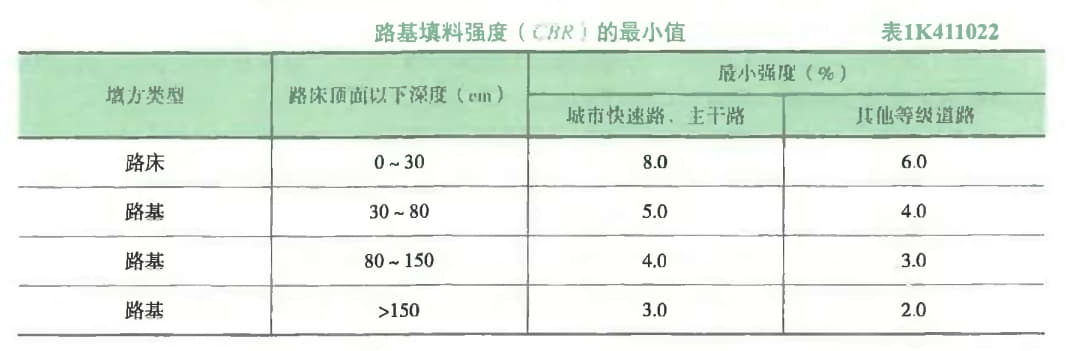 路基填料强度（CBR）的最小值 表1K411022
填方类型 路床顶面以下深度（cm） 最小强度（%）
城市快速路、主干路 其他等级道路
路床 0~30 8.0 6.0
路基 30~80 5.0 4.0
路基 80~150 4.0 3.0
路基 >150 3.0 2.0